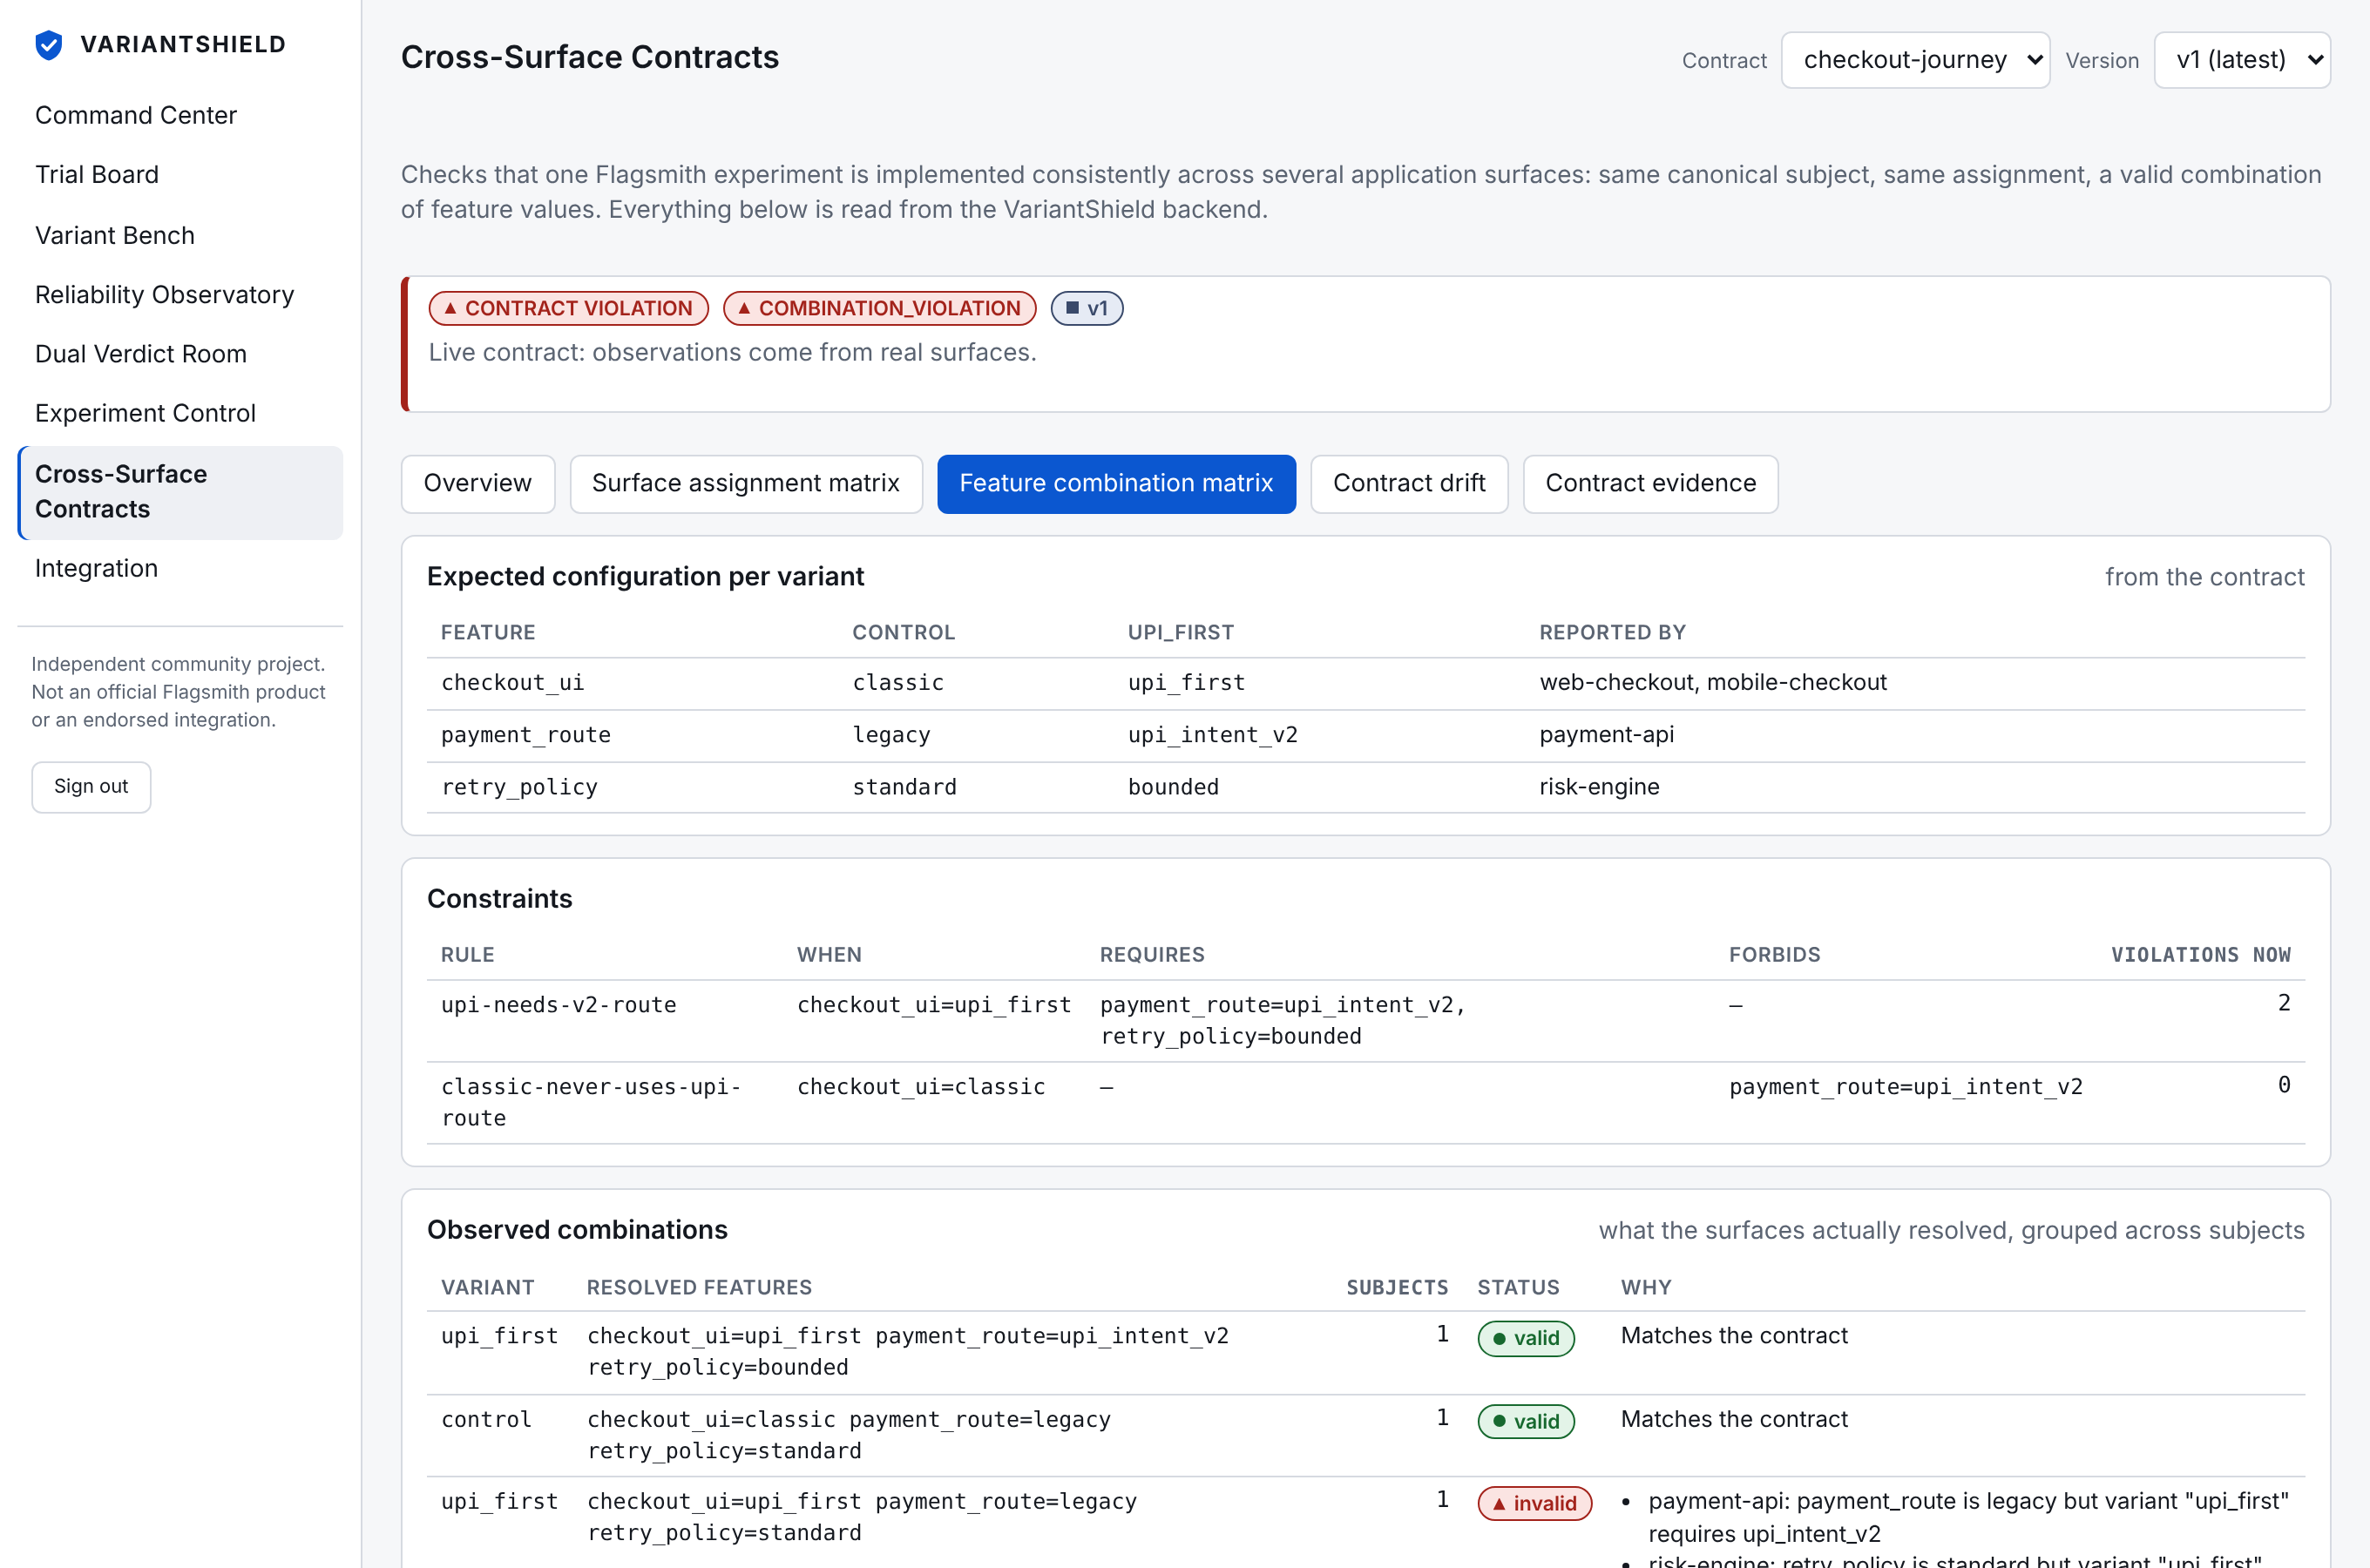 VARIANTSHIELD
Command Center
Trial Board
Variant Bench
Reliability Observatory
Dual Verdict Room
Experiment Control
Cross-Surface
Contracts
Integration
Independent community project.
Not an official Flagsmith product
or an endorsed integration.
Sign out
Cross-Surface Contracts
Contract checkout-journey Version v1 (latest)
Checks that one Flagsmith experiment is implemented consistently across several application surfaces: same canonical subject, same assignment, a valid combination
of feature values. Everything below is read from the VariantShield backend.
▲ CONTRACT VIOLATION ▲ COMBINATION_VIOLATION ■ v1
Live contract: observations come from real surfaces.
Overview Surface assignment matrix Feature combination matrix Contract drift Contract evidence
Expected configuration per variant from the contract
FEATURE CONTROL UPI_FIRST REPORTED BY
checkout_ui classic upi_first web-checkout, mobile-checkout
payment_route legacy upi_intent_v2 payment-api
retry_policy standard bounded risk-engine
Constraints
RULE WHEN REQUIRES FORBIDS VIOLATIONS NOW
upi-needs-v2-route checkout_ui=upi_first payment_route=upi_intent_v2, — 2
retry_policy=bounded
classic-never-uses-upi- checkout_ui=classic — payment_route=upi_intent_v2 0
route
Observed combinations what the surfaces actually resolved, grouped across subjects
VARIANT RESOLVED FEATURES SUBJECTS STATUS WHY
upi_first checkout_ui=upi_first payment_route=upi_intent_v2 1 ● valid Matches the contract
retry_policy=bounded
control checkout_ui=classic payment_route=legacy 1 ● valid Matches the contract
retry_policy=standard
upi_first checkout_ui=upi_first payment_route=legacy 1 ▲ invalid • payment-api: payment_route is legacy but variant "upi_first"
retry_policy=standard requires upi_intent_v2
• risk-engine: retry_policy is standard but variant "upi_first"